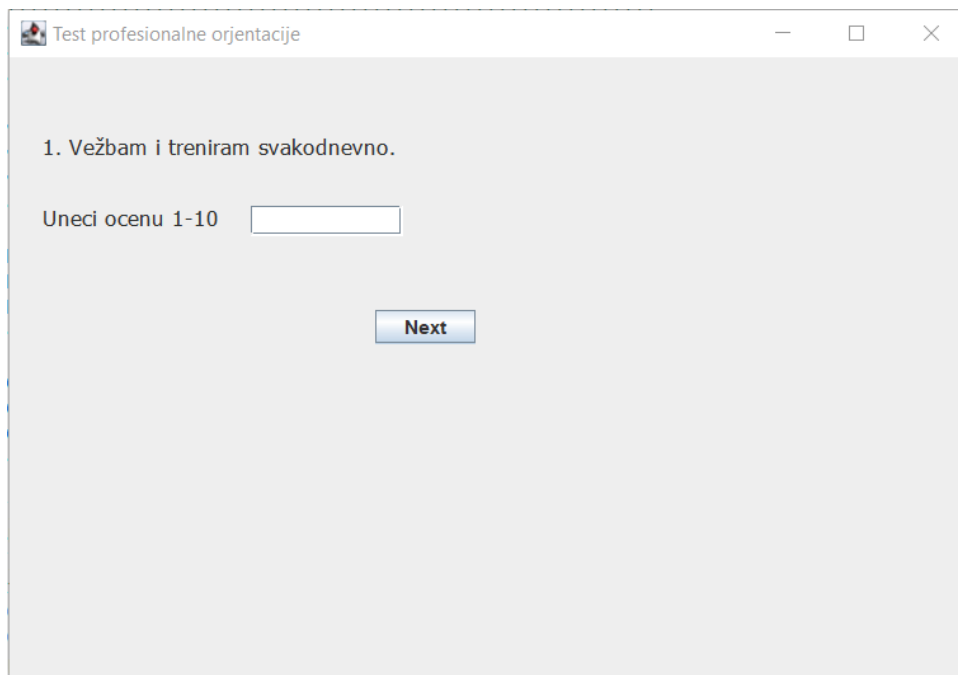 Test profesionalne orjentacije
1. Vežbam i treniram svakodnevno.
Uneci ocenu 1-10
Next